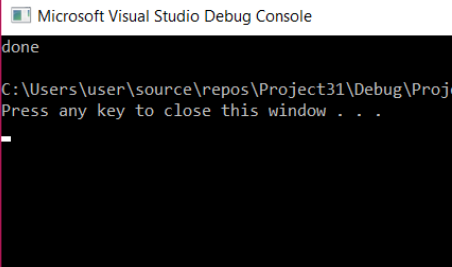 Microsoft Visual Studio Debug Console
done
C:\Users\user\source\repos\Project31\Debug\Proj
Press any key to close this window . . .